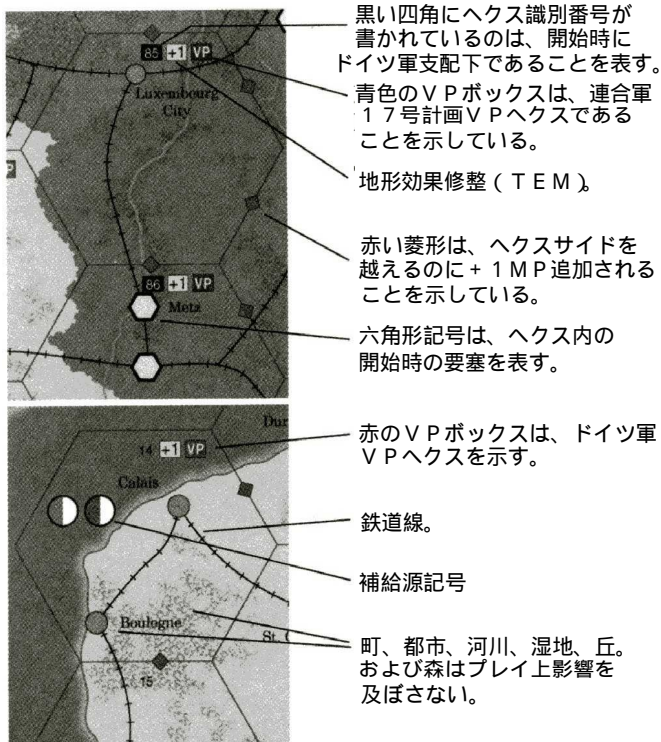 黒い四角にヘクス識別番号が
書かれているのは、開始時に
ドイツ軍支配下であることを表す。
85 +1 VP
Luxembourg
City
青色のＶＰボックスは、連合軍
１７号計画ＶＰヘクスである
ことを示している。
地形効果修整（ＴＥＭ）。
VP
赤い菱形は、ヘクスサイドを
越えるのに＋１ＭＰ追加される
ことを示している。
86 +1 VP
Metz
六角形記号は、ヘクス内の
開始時の要塞を表す。
14 +1 VP
Calais
赤のＶＰボックスは、ドイツ軍
ＶＰヘクスを示す。
鉄道線。
補給源記号
Boulogne
St.
15
町、都市、河川、湿地、丘。
および森はプレイ上影響を
及ぼさない。